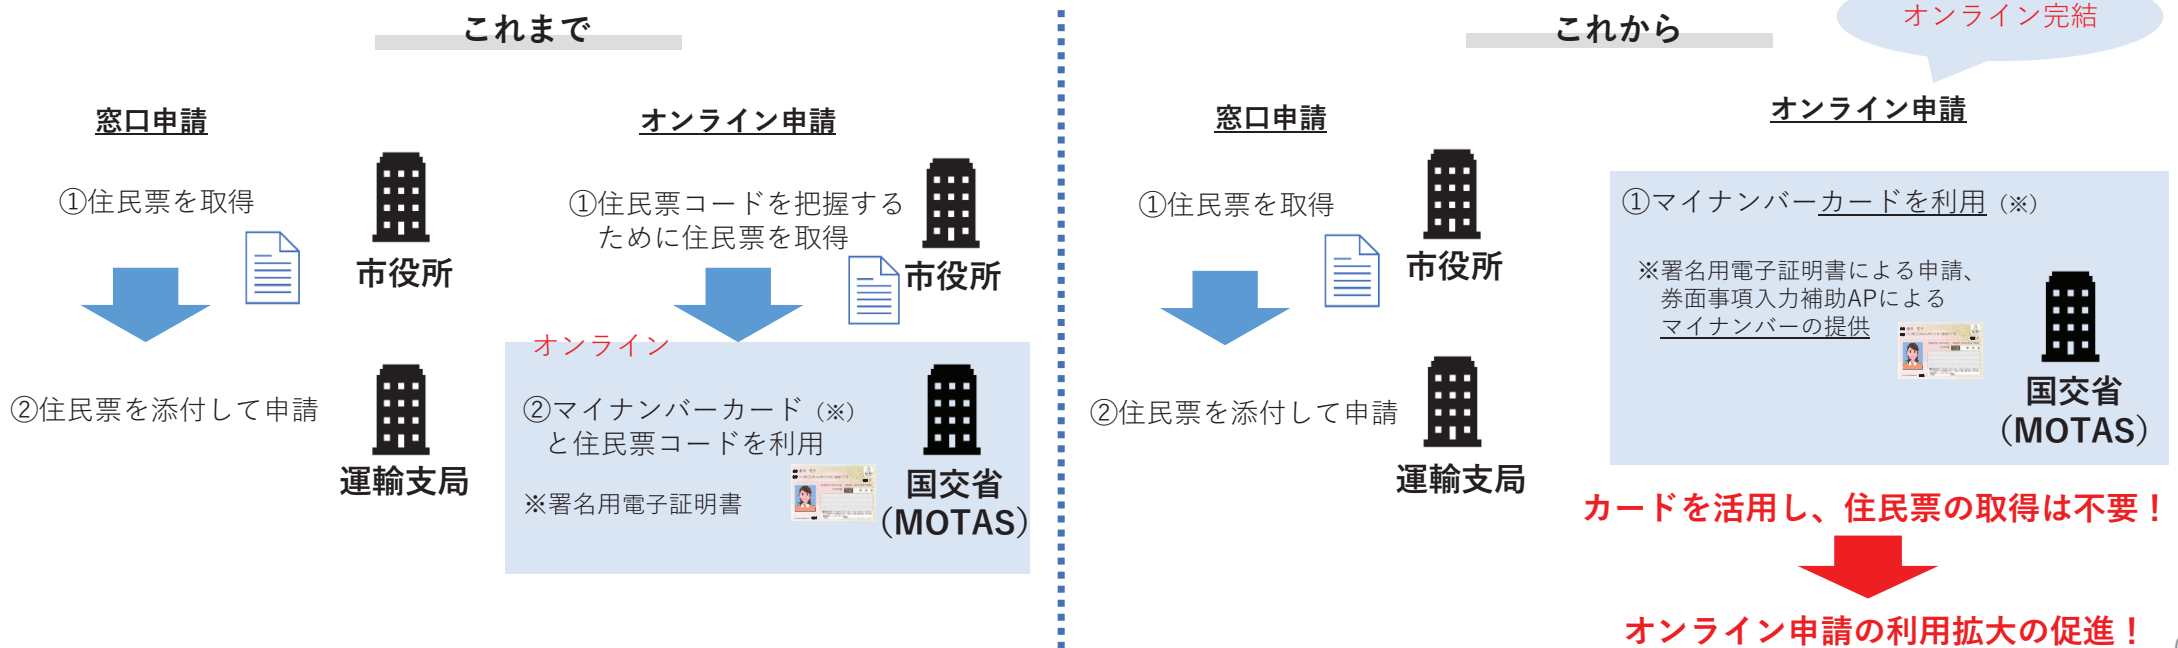 これまで
窓口申請
①住民票を取得
市役所
②住民票を添付して申請
運輸支局
オンライン申請
①住民票コードを把握する
ために住民票を取得
市役所
オンライン
②マイナンバーカード（※）
と住民票コードを利用
※署名用電子証明書
国交省
（MOTAS）
これから
窓口申請
①住民票を取得
市役所
②住民票を添付して申請
運輸支局
オンライン完結
オンライン申請
①マイナンバーカードを利用（※）
※署名用電子証明書による申請、
券面事項入力補助APによる
マイナンバーの提供
国交省
（MOTAS）
カードを活用し、住民票の取得は不要！
オンライン申請の利用拡大の促進！